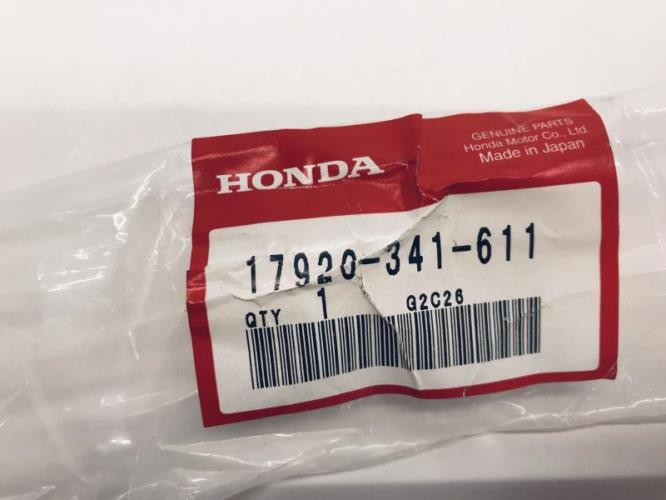 GENUINE PARTS
Honda Motor Co., Ltd.
Made in Japan
HONDA
17920-341-611
QTY 1 G2C26